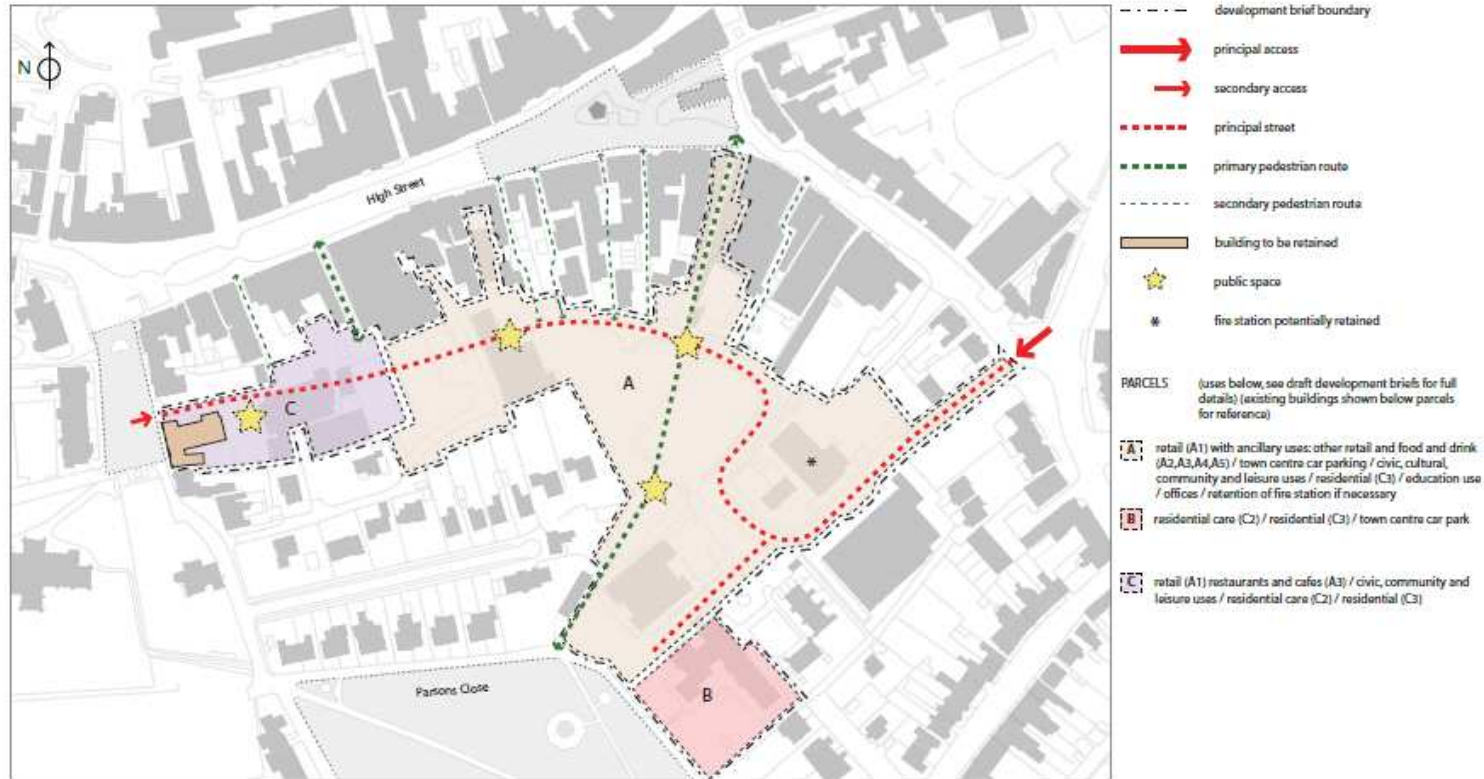 N
High Street
Parsons Close
A
B
C
*
development brief boundary
principal access
secondary access
principal street
primary pedestrian route
secondary pedestrian route
building to be retained
public space
* fire station potentially retained
PARCELS (uses below, see draft development briefs for full
details) (existing buildings shown below parcels
for reference)
A retail (A1) with ancillary uses: other retail and food and drink
(A2,A3,A4,A5) / town centre car parking / civic, cultural,
community and leisure uses / residential (C3) / education use
/ offices / retention of fire station if necessary
B residential care (C2) / residential (C3) / town centre car park
C retail (A1) restaurants and cafes (A3) / civic, community and
leisure uses / residential care (C2) / residential (C3)